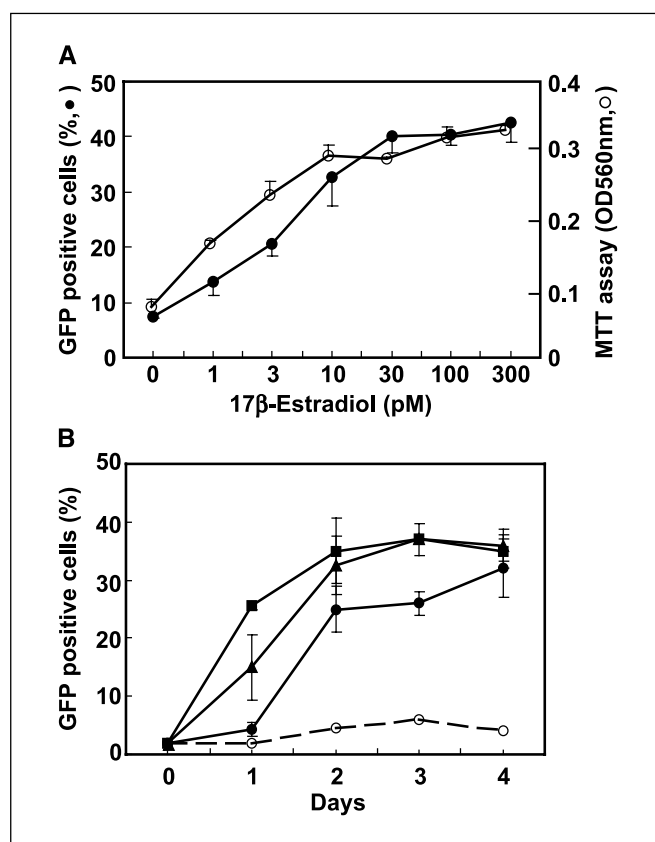 A
GFP positive cells (%,●)
50
40
30
20
10
0
0.4
0.3
0.2
0.1
0
MTT assay (OD560nm,○)
0 1 3 10 30 100 300
17β-Estradiol (pM)
B
GFP positive cells (%)
50
40
30
20
10
0
0 1 2 3 4
Days